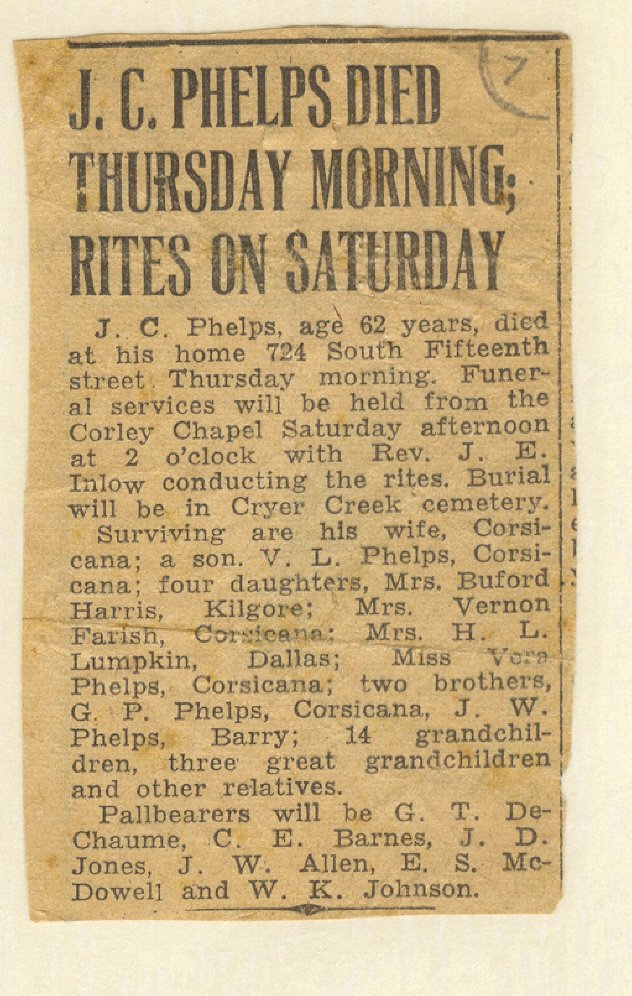 7
J. C. PHELPS DIED
THURSDAY MORNING;
RITES ON SATURDAY
J. C. Phelps, age 62 years, died
at his home 724 South Fifteenth
street Thursday morning. Funer-
al services will be held from the
Corley Chapel Saturday afternoon
at 2 o'clock with Rev. J. E.
Inlow conducting the rites. Burial
will be in Cryer Creek cemetery.
Surviving are his wife, Corsi-
cana; a son. V. L. Phelps, Corsi-
cana; four daughters, Mrs. Buford
Harris, Kilgore; Mrs. Vernon
Farish, Corsicana; Mrs. H. L.
Lumpkin, Dallas; Miss Vera
Phelps, Corsicana; two brothers,
G. P. Phelps, Corsicana, J. W.
Phelps, Barry; 14 grandchil-
dren, three great grandchildren
and other relatives.
Pallbearers will be G. T. De-
Chaume, C. E. Barnes, J. D.
Jones, J. W. Allen, E. S. Mc-
Dowell and W. K. Johnson.